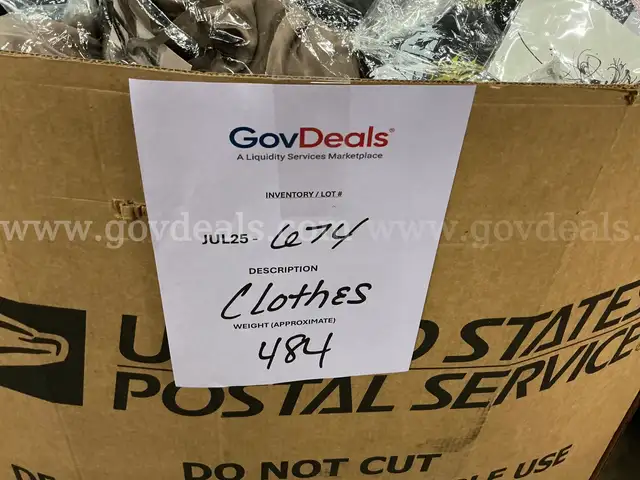 GovDeals®
A Liquidity Services Marketplace
INVENTORY / LOT #
www.govdeals.com www.govdeals.com
JUL25 - 674
DESCRIPTION
Clothes
WEIGHT (APPROXIMATE)
484
STATES
POSTAL SERVICE
DO NOT CUT
USE